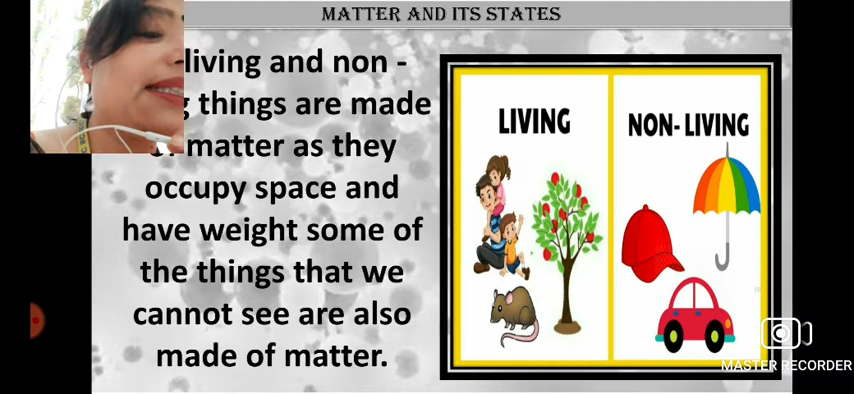 MATTER AND ITS STATES
living and non -
things are made
matter as they
occupy space and
have weight some of
the things that we
cannot see are also
made of matter.
LIVING
NON- LIVING
MASTER RECORDER